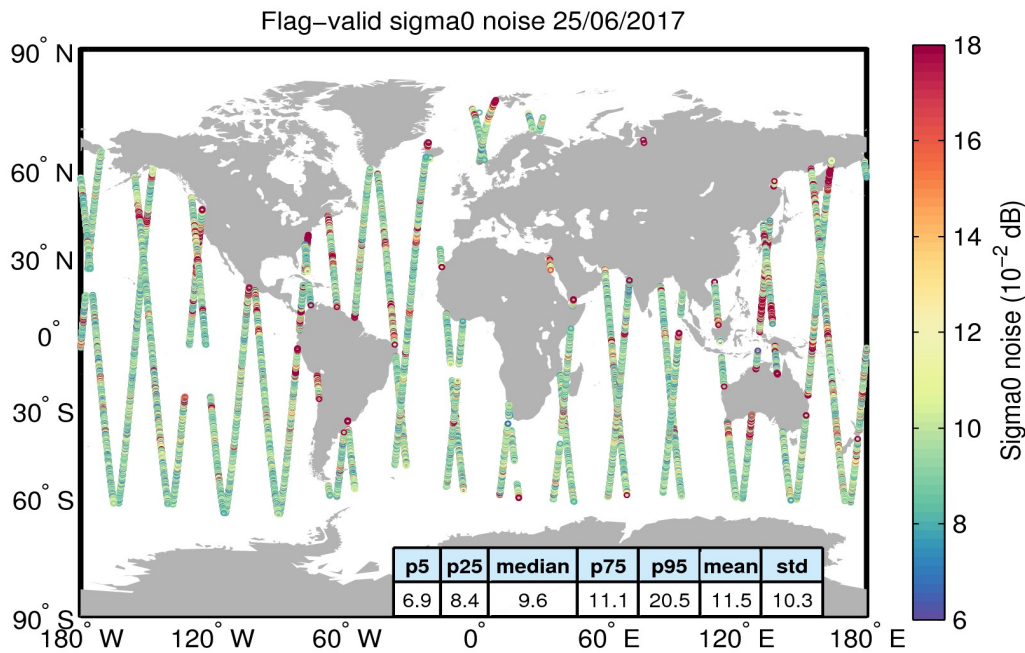 Flag−valid sigma0 noise 25/06/2017
90° N
60° N
30° N
0°
30° S
60° S
90° S
180° W
120° W
60° W
0°
60° E
120° E
180° E
p5 p25 median p75 p95 mean std
6.9 8.4 9.6 11.1 20.5 11.5 10.3
18
16
14
12
10
8
6
Sigma0 noise (10⁻² dB)